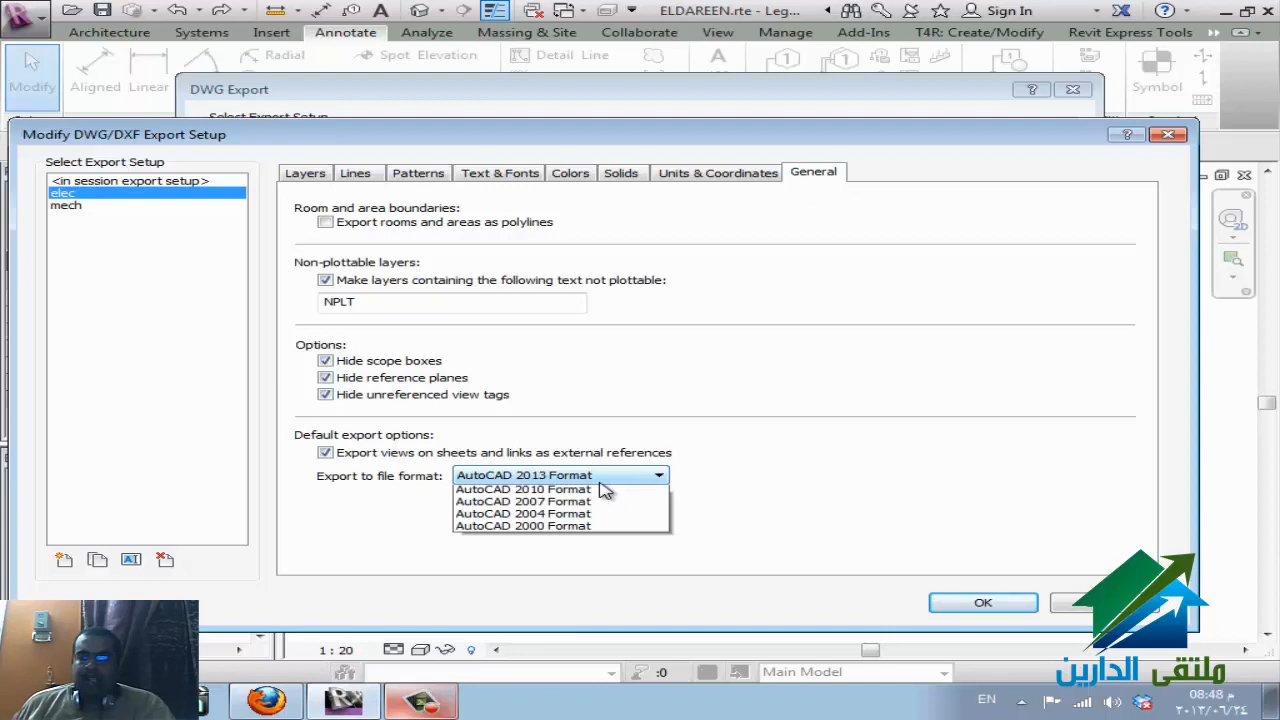 ELDAREEN.rte - Leg...
Sign In
Architecture Systems Insert Annotate Analyze Massing & Site Collaborate View Manage Add-Ins T4R: Create/Modify Revit Express Tools
Radial Spot Elevation Detail Line
Modify Aligned Linear Symbol
DWG Export
Modify DWG/DXF Export Setup
Select Export Setup
<in session export setup>
elec
mech
Layers Lines Patterns Text & Fonts Colors Solids Units & Coordinates General
Room and area boundaries:
Export rooms and areas as polylines
Non-plottable layers:
Make layers containing the following text not plottable:
NPLT
Options:
Hide scope boxes
Hide reference planes
Hide unreferenced view tags
Default export options:
Export views on sheets and links as external references
Export to file format: AutoCAD 2013 Format
AutoCAD 2010 Format
AutoCAD 2007 Format
AutoCAD 2004 Format
AutoCAD 2000 Format
OK
1 : 20
:0 Main Model
ملتقى الدارين
EN
08:48 م
٢٠١٣/٠٦/٢٤